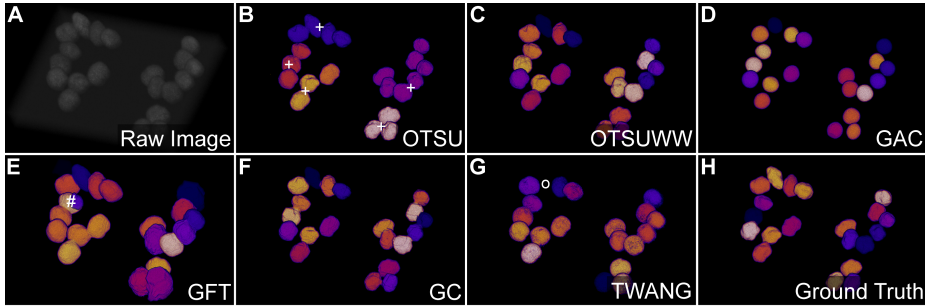 A
Raw Image
B
+
+
+
+
+
OTSU
C
OTSUWW
D
GAC
E
#
GFT
F
GC
G
o
TWANG
H
Ground Truth